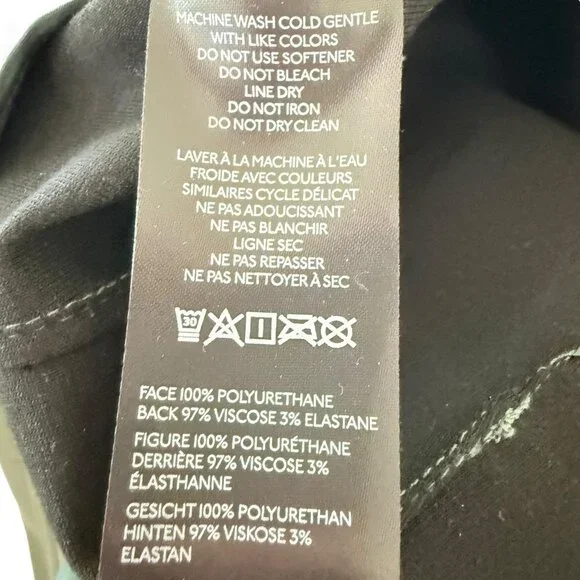 MACHINE WASH COLD GENTLE
WITH LIKE COLORS
DO NOT USE SOFTENER
DO NOT BLEACH
LINE DRY
DO NOT IRON
DO NOT DRY CLEAN
LAVER À LA MACHINE À L'EAU
FROIDE AVEC COULEURS
SIMILAIRES CYCLE DÉLICAT
NE PAS ADOUCISSANT
NE PAS BLANCHIR
LIGNE SEC
NE PAS REPASSER
NE PAS NETTOYER À SEC
30
FACE 100% POLYURETHANE
BACK 97% VISCOSE 3% ELASTANE
FIGURE 100% POLYURÉTHANE
DERRIÈRE 97% VISCOSE 3%
ÉLASTHANNE
GESICHT 100% POLYURETHAN
HINTEN 97% VISKOSE 3%
ELASTAN